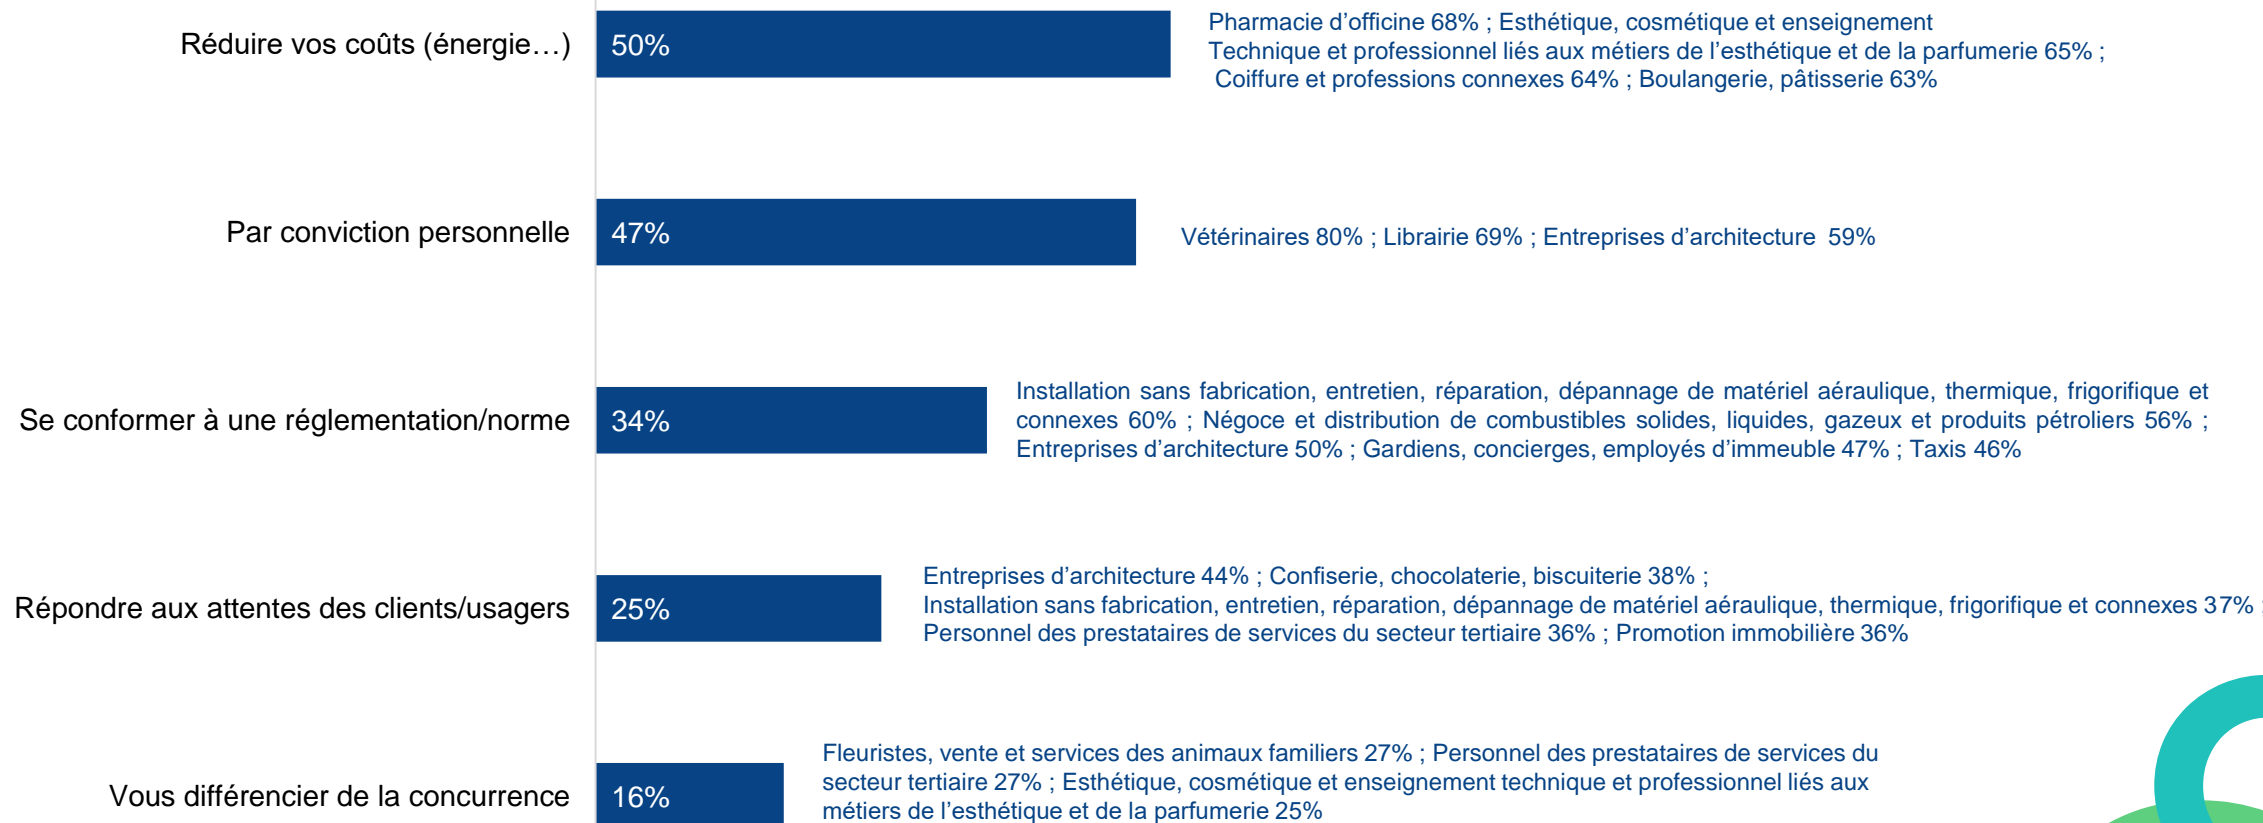 Réduire vos coûts (énergie…)
50%
Pharmacie d’officine 68% ; Esthétique, cosmétique et enseignement
Technique et professionnel liés aux métiers de l’esthétique et de la parfumerie 65% ;
Coiffure et professions connexes 64% ; Boulangerie, pâtisserie 63%
Par conviction personnelle
47%
Vétérinaires 80% ; Librairie 69% ; Entreprises d’architecture 59%
Se conformer à une réglementation/norme
34%
Installation sans fabrication, entretien, réparation, dépannage de matériel aéraulique, thermique, frigorifique et
connexes 60% ; Négoce et distribution de combustibles solides, liquides, gazeux et produits pétroliers 56% ;
Entreprises d’architecture 50% ; Gardiens, concierges, employés d’immeuble 47% ; Taxis 46%
Répondre aux attentes des clients/usagers
25%
Entreprises d’architecture 44% ; Confiserie, chocolaterie, biscuiterie 38% ;
Installation sans fabrication, entretien, réparation, dépannage de matériel aéraulique, thermique, frigorifique et connexes 37% ;
Personnel des prestataires de services du secteur tertiaire 36% ; Promotion immobilière 36%
Vous différencier de la concurrence
16%
Fleuristes, vente et services des animaux familiers 27% ; Personnel des prestataires de services du
secteur tertiaire 27% ; Esthétique, cosmétique et enseignement technique et professionnel liés aux
métiers de l’esthétique et de la parfumerie 25%